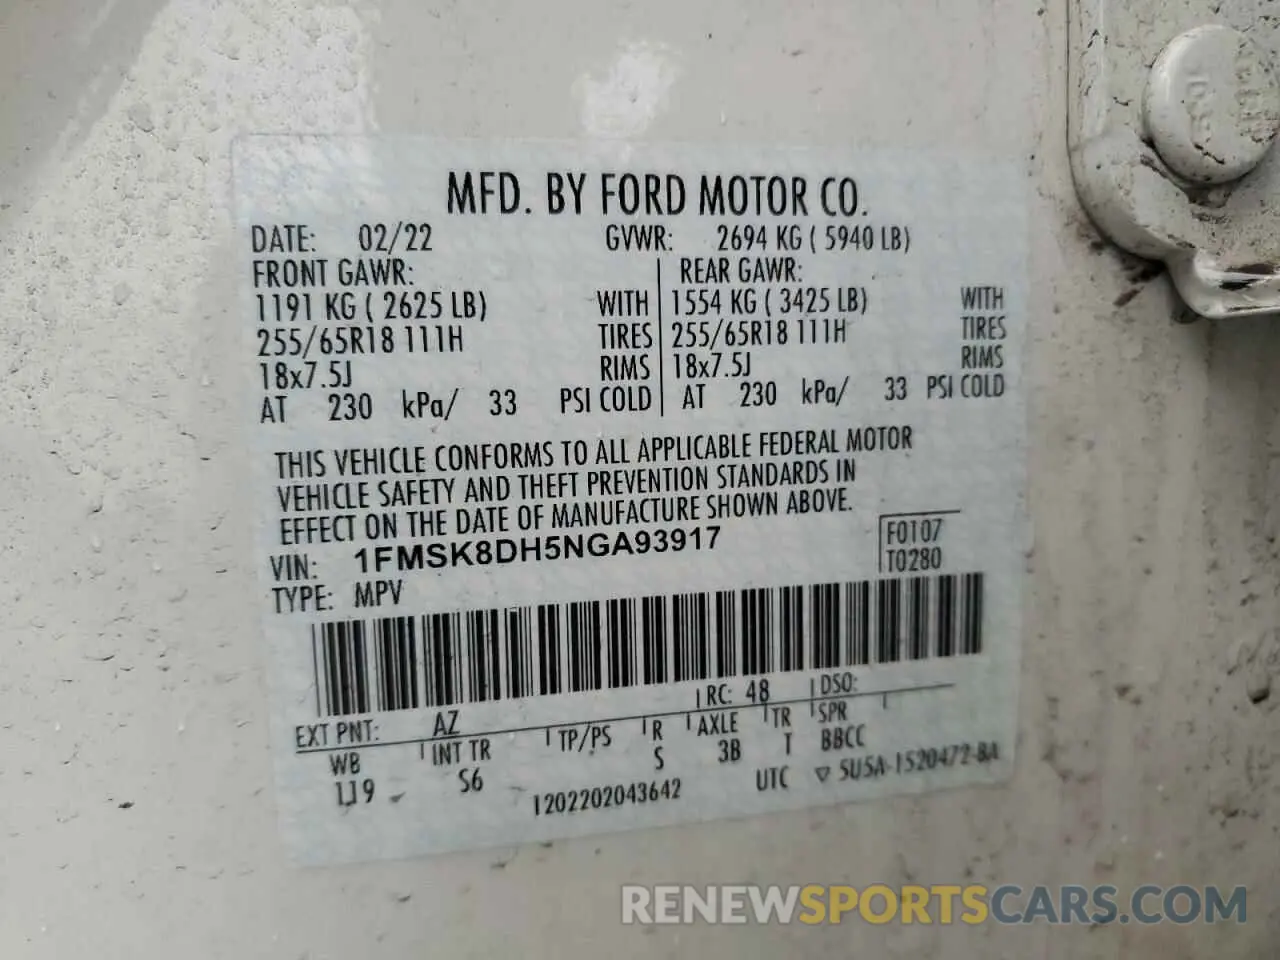 MFD. BY FORD MOTOR CO.
DATE: 02/22 GVWR: 2694 KG ( 5940 LB)
FRONT GAWR: REAR GAWR:
1191 KG ( 2625 LB) WITH 1554 KG ( 3425 LB) WITH
255/65R18 111H TIRES 255/65R18 111H TIRES
18x7.5J RIMS 18x7.5J RIMS
AT 230 kPa/ 33 PSI COLD AT 230 kPa/ 33 PSI COLD
THIS VEHICLE CONFORMS TO ALL APPLICABLE FEDERAL MOTOR
VEHICLE SAFETY AND THEFT PREVENTION STANDARDS IN
EFFECT ON THE DATE OF MANUFACTURE SHOWN ABOVE.
VIN: 1FMSK8DH5NGA93917 F0107
TYPE: MPV T0280
EXT PNT: AZ RC: 48 DSO:
WB INT TR TP/PS R AXLE TR SPR
119 S6 S 3B T BBCC
1202202043642 UTC ▽ SU5A-1520472-BA
RENEWSPORTSCARS.COM